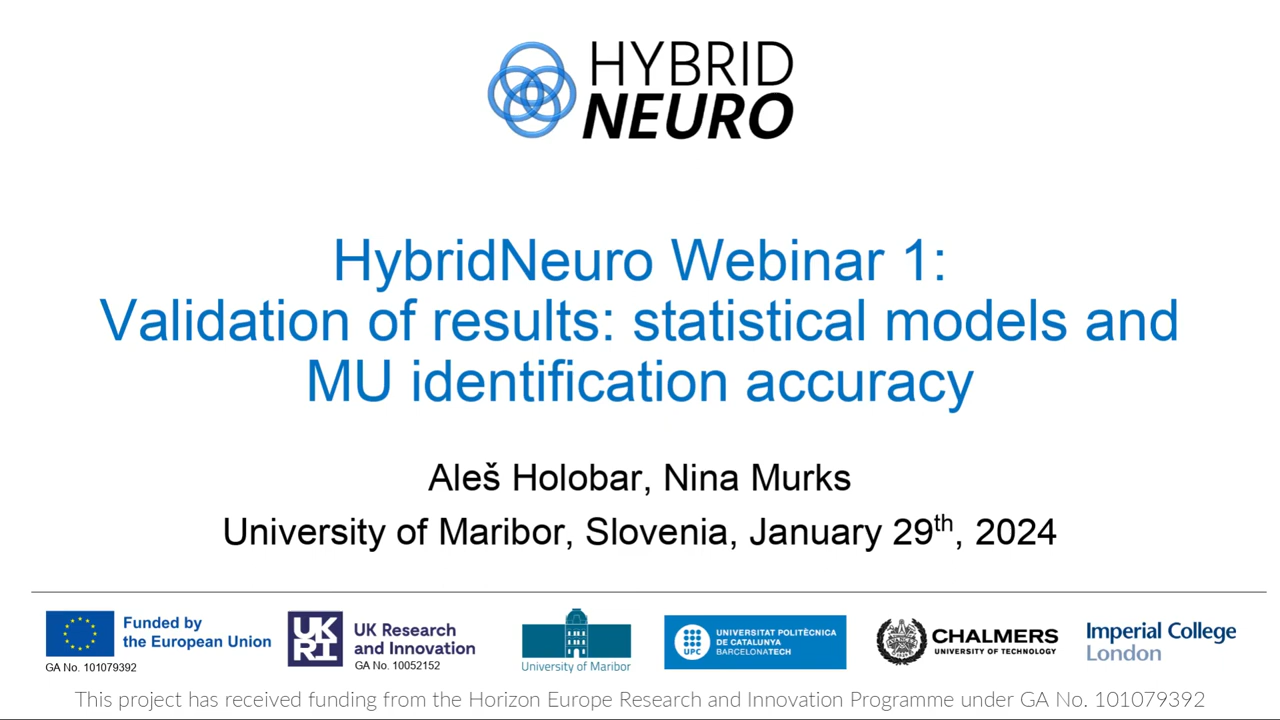 HYBRID
NEURO
HybridNeuro Webinar 1:
Validation of results: statistical models and
MU identification accuracy
Aleš Holobar, Nina Murks
University of Maribor, Slovenia, January 29th, 2024
Funded by
the European Union
GA No. 101079392
UK
RI
UK Research
and Innovation
GA No. 10052152
University of Maribor
UPC
UNIVERSITAT POLITÈCNICA
DE CATALUNYA
BARCELONATECH
CHALMERS
UNIVERSITY OF TECHNOLOGY
Imperial College
London
This project has received funding from the Horizon Europe Research and Innovation Programme under GA No. 101079392